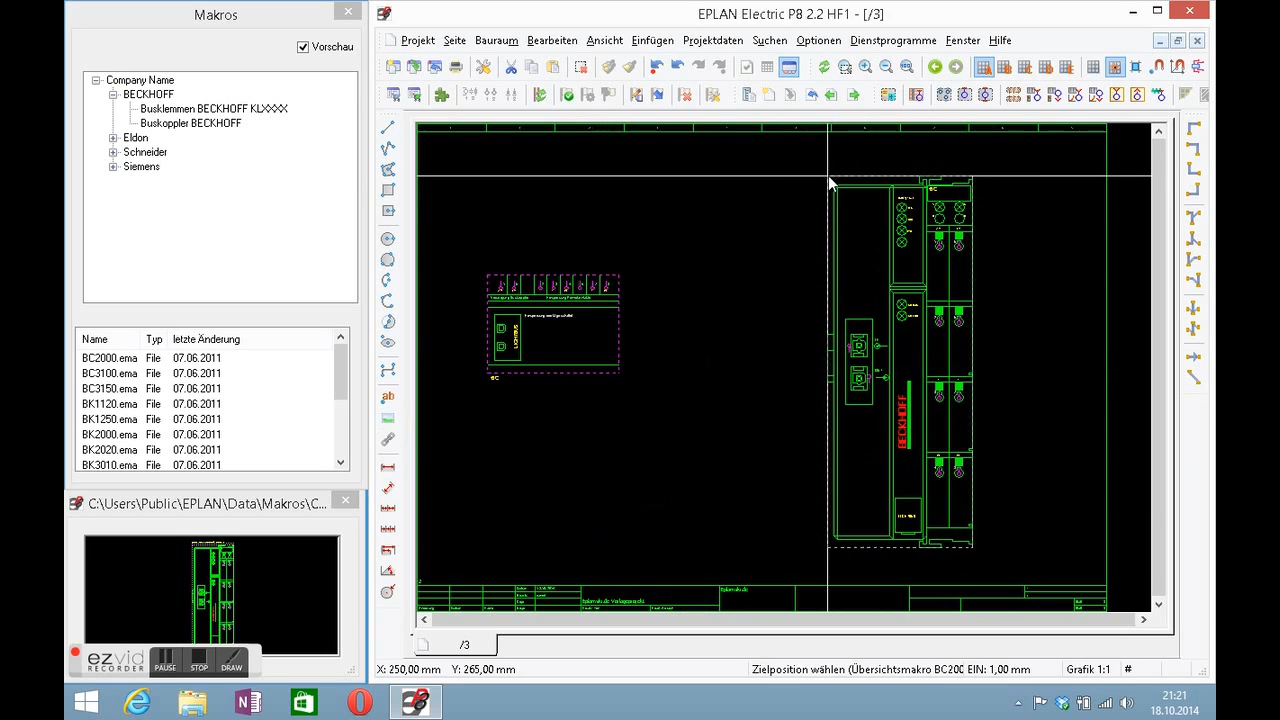 Makros
Vorschau
Company Name
BECKHOFF
Busklemmen BECKHOFF KLXXXX
Buskoppler BECKHOFF
Eldon
Schneider
Siemens
Name Typ letzte Änderung
BC2000.ema File 07.06.2011
BC3100.ema File 07.06.2011
BC3150.ema File 07.06.2011
BK1120.ema File 07.06.2011
BK1250.ema File 07.06.2011
BK2000.ema File 07.06.2011
BK2020.ema File 07.06.2011
BK3010.ema File 07.06.2011
C:\Users\Public\EPLAN\Data\Makros\C...
ezvid
RECORDER
PAUSE STOP DRAW
EPLAN Electric P8 2.2 HF1 - [/3]
Projekt Seite Bauraum Bearbeiten Ansicht Einfügen Projektdaten Suchen Optionen Dienstprogramme Fenster Hilfe
ab
LICHTBUS
BECKHOFF
/3
X: 250,00 mm Y: 265,00 mm Zielposition wählen (Übersichtsmakro BC200 EIN: 1,00 mm Grafik 1:1 #
21:21
18.10.2014